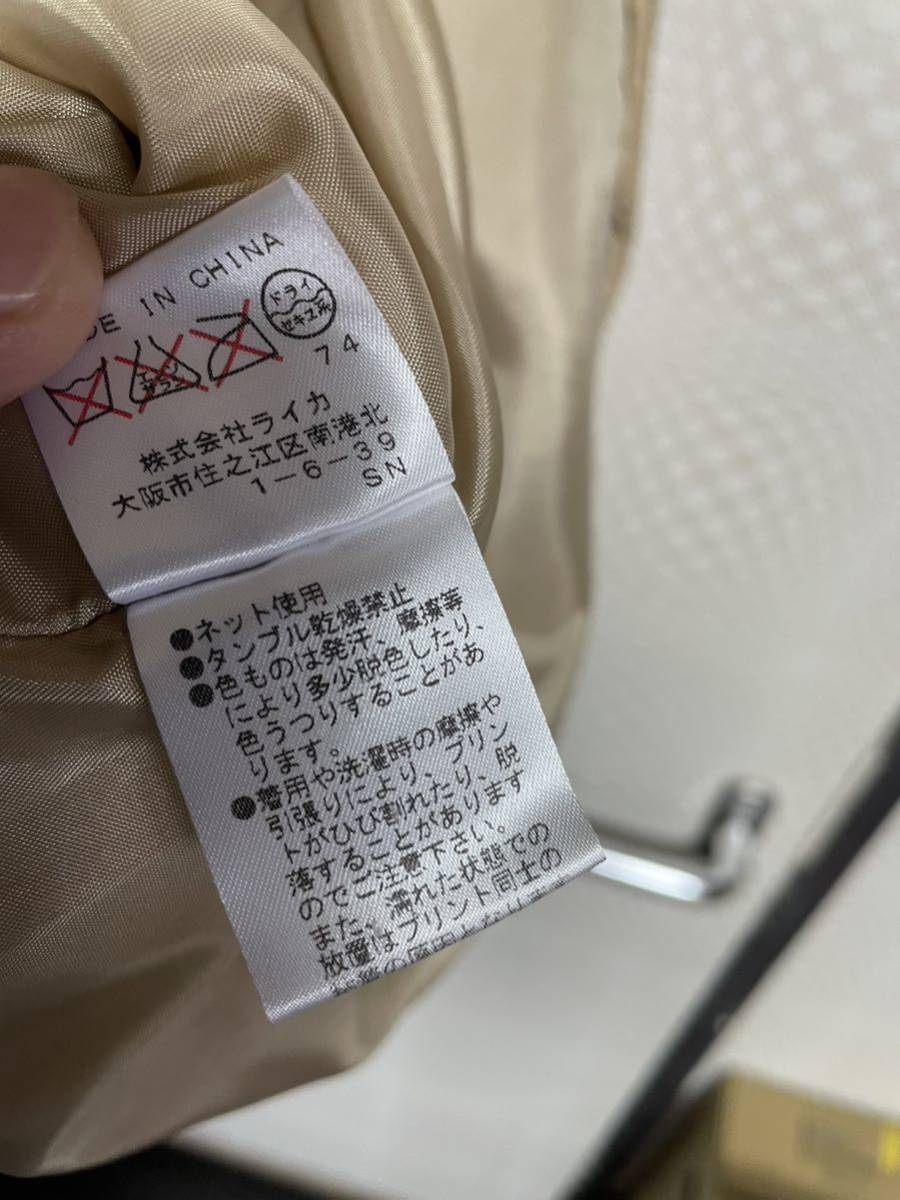 DE IN CHINA
エンソ
サラシ
ドライ
セキユ系
74
株式会社ライカ
大阪市住之江区南港北
1-6-39
SN
●ネット使用
●タンブル乾燥禁止
●色ものは発汗、摩擦等
により多少脱色したり、
色うつりすることがあ
ります。
●着用や洗濯時の摩擦や
引張りにより、プリン
トがひび割れたり、脱
落することがあります
のでご注意下さい。
また、濡れた状態での
放置はプリント同士の